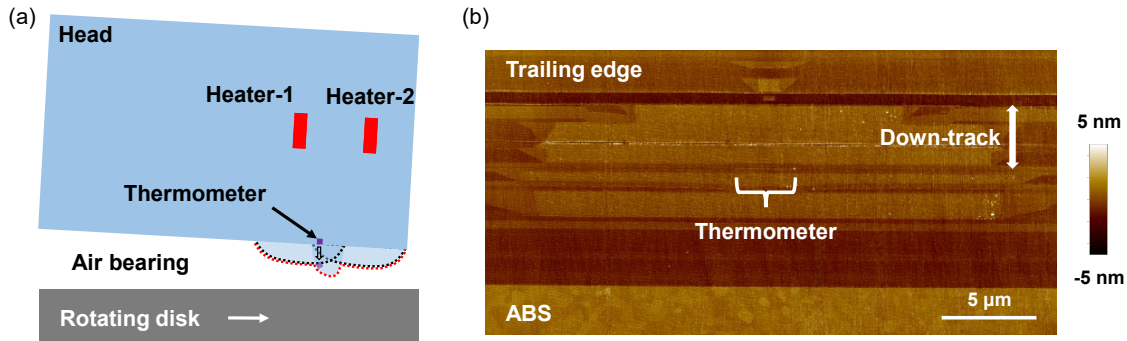 (a)
Head
Heater-1
Heater-2
Thermometer
Air bearing
Rotating disk
(b)
Trailing edge
Down-track
Thermometer
ABS
5 μm
5 nm
-5 nm